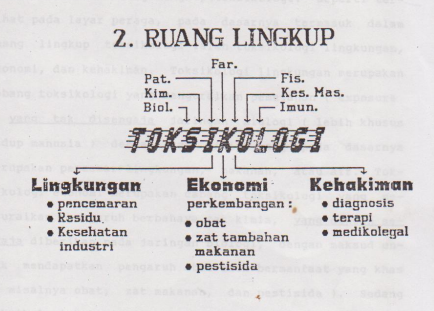 2. RUANG LINGKUP
Far.
Pat. Fis.
Kim. Kes. Mas.
Biol. Imun.
TOKSIKOLOGI
Lingkungan Ekonomi Kehakiman
• pencemaran perkembangan : • diagnosis
• Rasidu • obat • terapi
• Kesehatan • zat tambahan • medikolegal
industri makanan
• pestisida